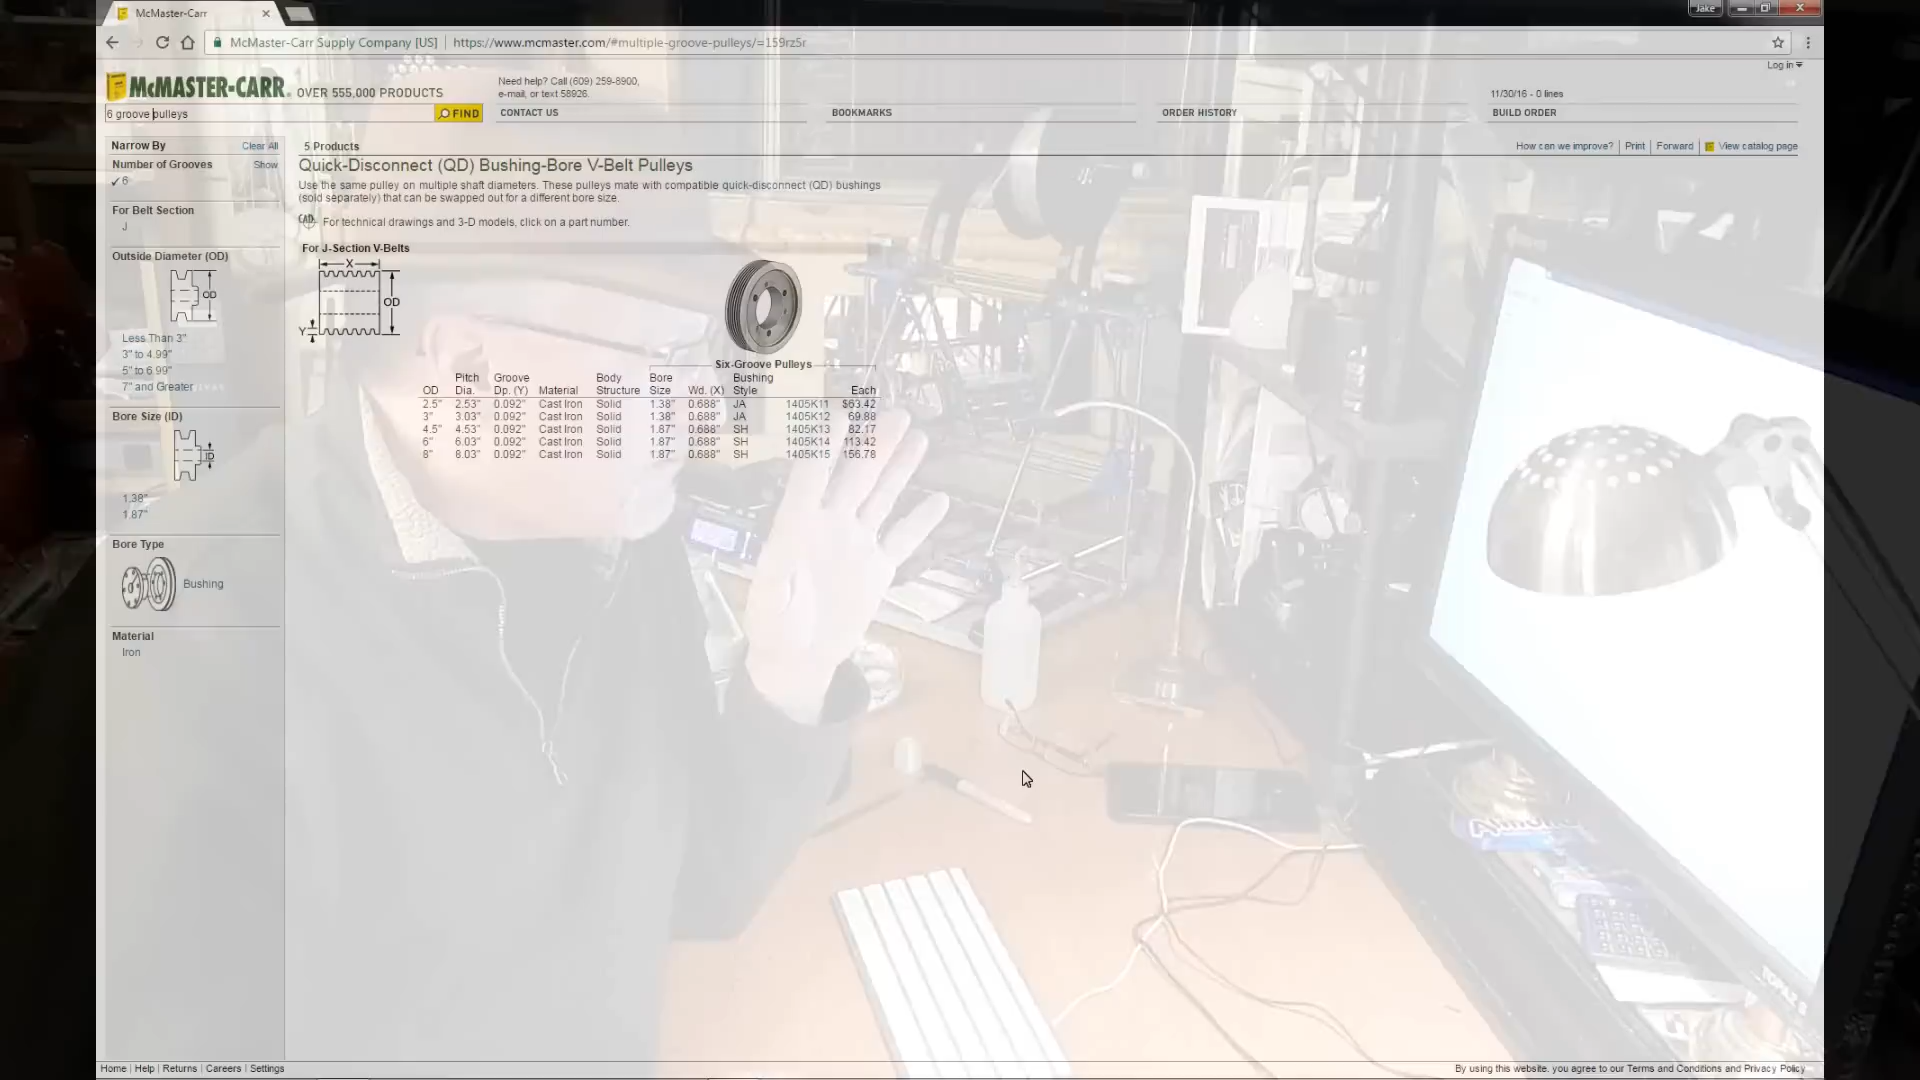 McMaster-Carr
Jake
McMaster-Carr Supply Company [US] https://www.mcmaster.com/#multiple-groove-pulleys/=159rz5r
Log in
McMASTER-CARR. OVER 555,000 PRODUCTS
Need help? Call (609) 259-8900,
e-mail, or text 58926.
11/30/16 - 0 lines
6 groove pulleys FIND
CONTACT US BOOKMARKS ORDER HISTORY BUILD ORDER
Narrow By Clear All
5 Products
How can we improve? Print Forward View catalog page
Number of Grooves Show
6
For Belt Section
J
Outside Diameter (OD)
OD
Less Than 3"
3" to 4.99"
5" to 6.99"
7" and Greater
Bore Size (ID)
ID
1.38"
1.87"
Bore Type
Bushing
Material
Iron
Quick-Disconnect (QD) Bushing-Bore V-Belt Pulleys
Use the same pulley on multiple shaft diameters. These pulleys mate with compatible quick-disconnect (QD) bushings
(sold separately) that can be swapped out for a different bore size.
CAD For technical drawings and 3-D models, click on a part number.
For J-Section V-Belts
X
OD
Y
Six-Groove Pulleys
OD Pitch Dia. Groove Dp. (Y) Material Body Structure Bore Size Wd. (X) Bushing Style Each
2.5" 2.53" 0.092" Cast Iron Solid 1.38" 0.688" JA 1405K11 $63.42
3" 3.03" 0.092" Cast Iron Solid 1.38" 0.688" JA 1405K12 69.88
4.5" 4.53" 0.092" Cast Iron Solid 1.87" 0.688" SH 1405K13 82.17
6" 6.03" 0.092" Cast Iron Solid 1.87" 0.688" SH 1405K14 113.42
8" 8.03" 0.092" Cast Iron Solid 1.87" 0.688" SH 1405K15 156.78
Home | Help | Returns | Careers | Settings
By using this website, you agree to our Terms and Conditions and Privacy Policy